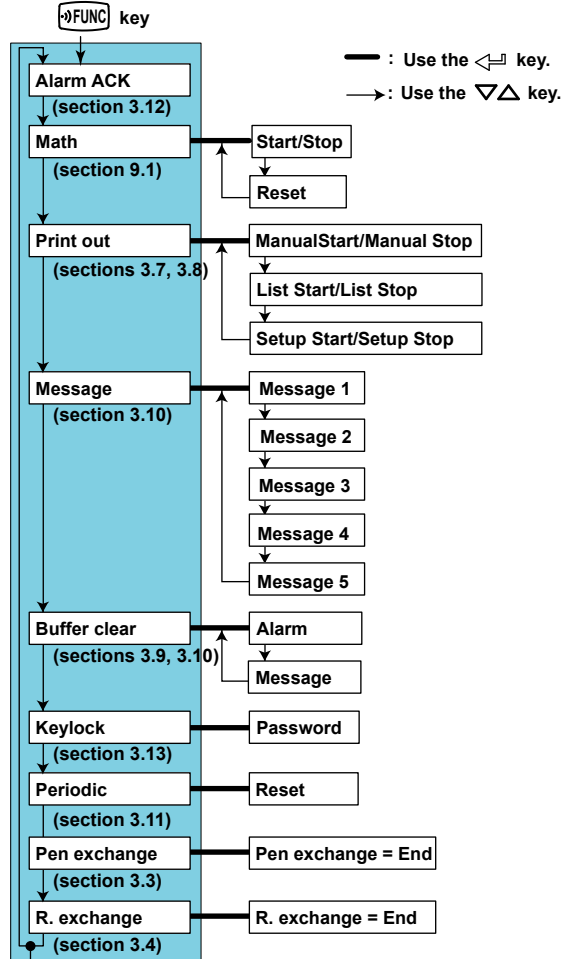 FUNC key
: Use the key.
: Use the ▽△ key.
Alarm ACK
(section 3.12)
Math
Start/Stop
(section 9.1)
Reset
Print out
ManualStart/Manual Stop
(sections 3.7, 3.8)
List Start/List Stop
Setup Start/Setup Stop
Message
Message 1
(section 3.10)
Message 2
Message 3
Message 4
Message 5
Buffer clear
Alarm
(sections 3.9, 3.10)
Message
Keylock
Password
(section 3.13)
Periodic
Reset
(section 3.11)
Pen exchange
Pen exchange = End
(section 3.3)
R. exchange
R. exchange = End
(section 3.4)